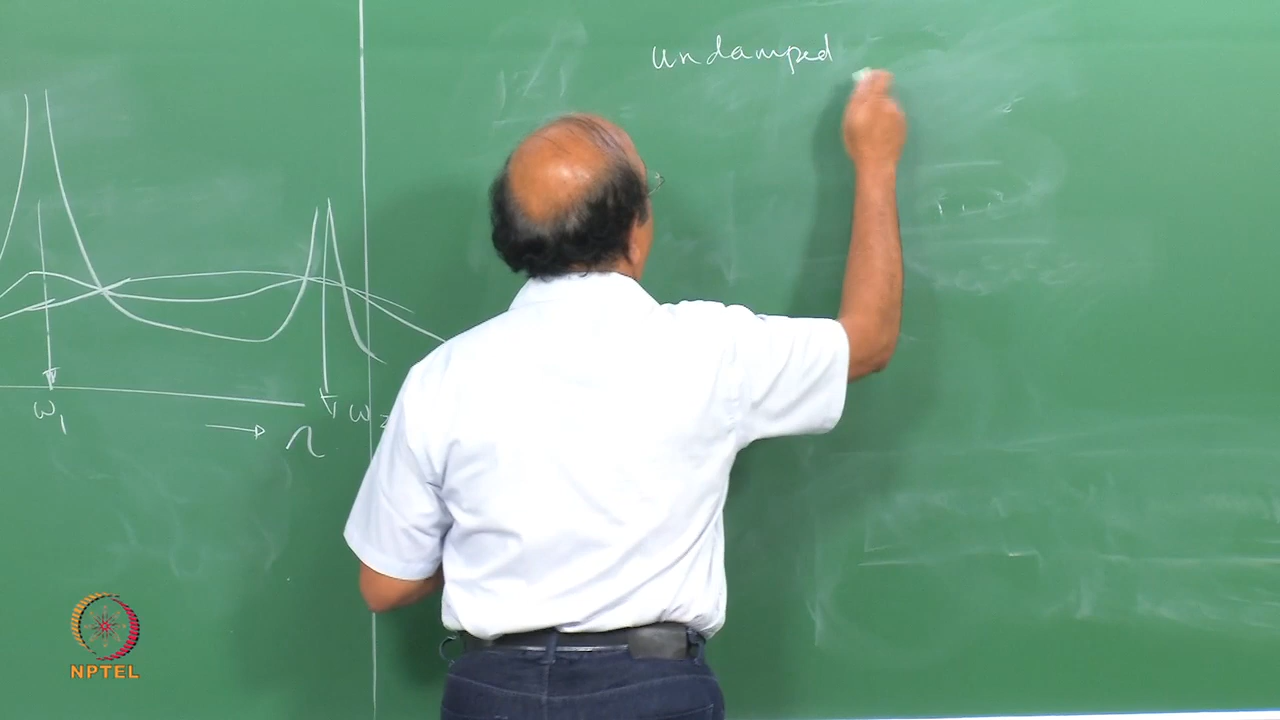 undamped
ω₁
ω₂
NPTEL